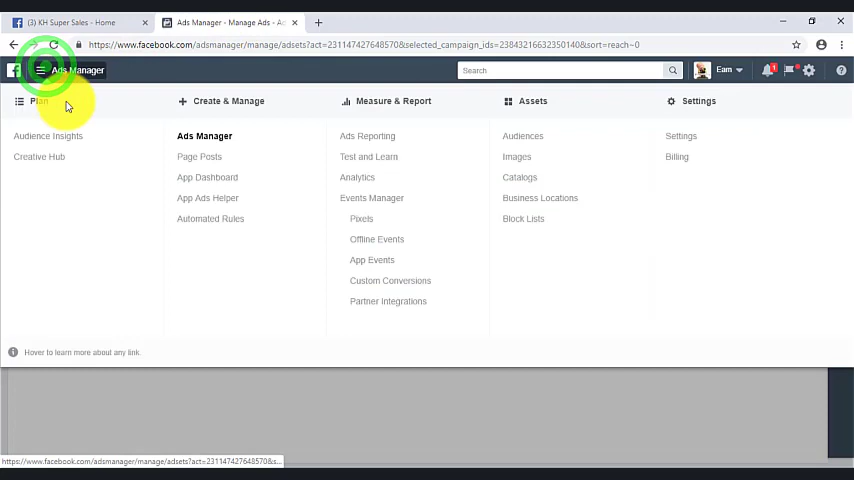 (3) KH Super Sales - Home
Ads Manager - Manage Ads - Ad
https://www.facebook.com/adsmanager/manage/adsets?act=231147427648570&selected_campaign_ids=23843216632350140&sort=reach~0
Ads Manager
Search
Eam
1
Plan
Audience Insights
Creative Hub
Create & Manage
Ads Manager
Page Posts
App Dashboard
App Ads Helper
Automated Rules
Measure & Report
Ads Reporting
Test and Learn
Analytics
Events Manager
Pixels
Offline Events
App Events
Custom Conversions
Partner Integrations
Assets
Audiences
Images
Catalogs
Business Locations
Block Lists
Settings
Settings
Billing
Hover to learn more about any link.
https://www.facebook.com/adsmanager/manage/adsets?act=231147427648570&s...